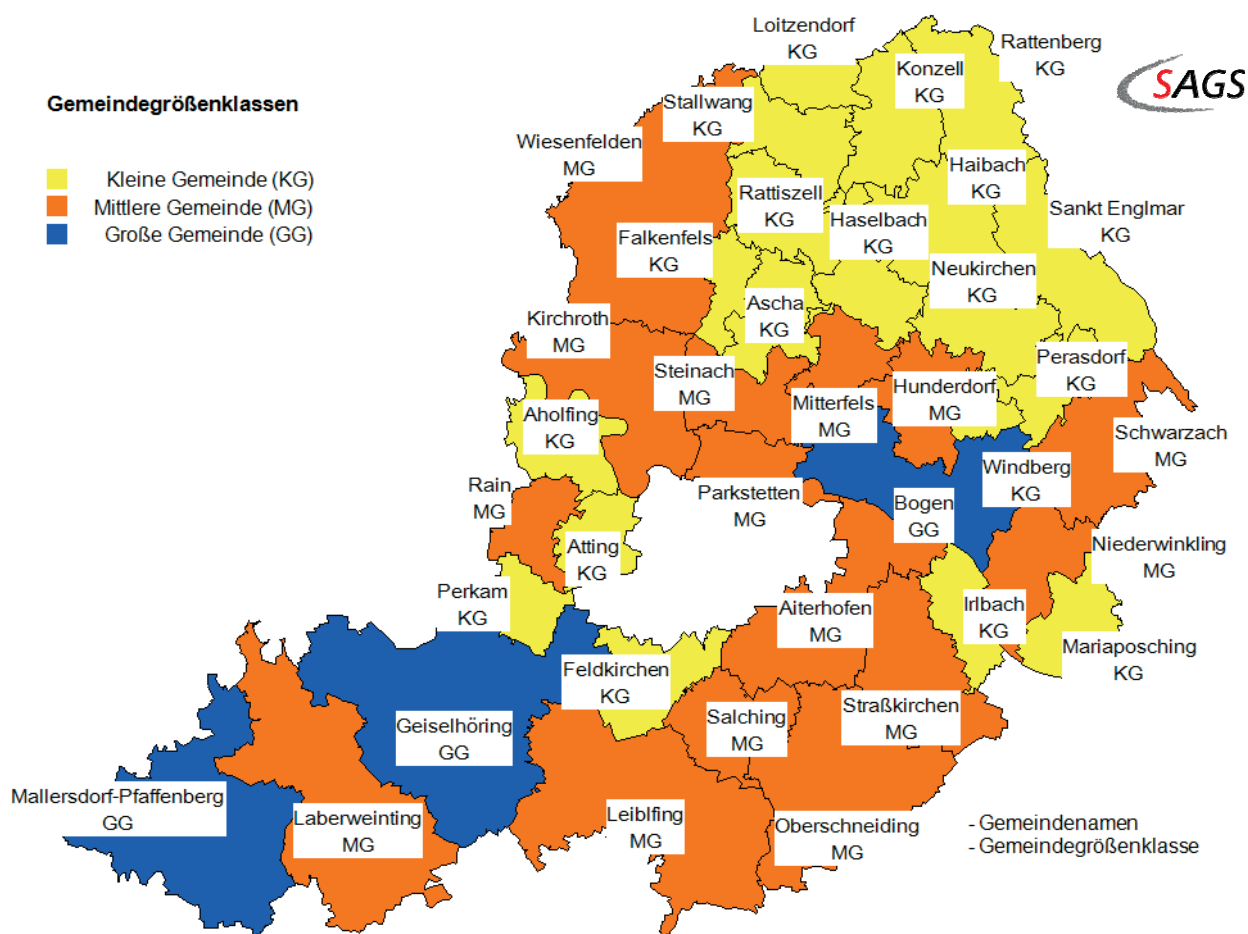 Loitzendorf
KG
Rattenberg
KG
Konzell
KG
SAGS
Gemeindegrößenklassen
Stallwang
KG
Wiesenfelden
MG
Kleine Gemeinde (KG)
Mittlere Gemeinde (MG)
Große Gemeinde (GG)
Haibach
KG
Rattiszell
KG
Haselbach
KG
Sankt Englmar
KG
Falkenfels
KG
Neukirchen
KG
Ascha
KG
Kirchroth
MG
Steinach
MG
Perasdorf
KG
Hunderdorf
MG
Mitterfels
MG
Aholfing
KG
Schwarzach
MG
Windberg
KG
Rain
MG
Parkstetten
MG
Bogen
GG
Atting
KG
Niederwinkling
MG
Perkam
KG
Aiterhofen
MG
Irlbach
KG
Mariaposching
KG
Feldkirchen
KG
Geiselhöring
GG
Salching
MG
Straßkirchen
MG
Mallersdorf-Pfaffenberg
GG
Laberweinting
MG
Leiblfing
MG
Oberschneiding
MG
- Gemeindenamen
- Gemeindegrößenklasse